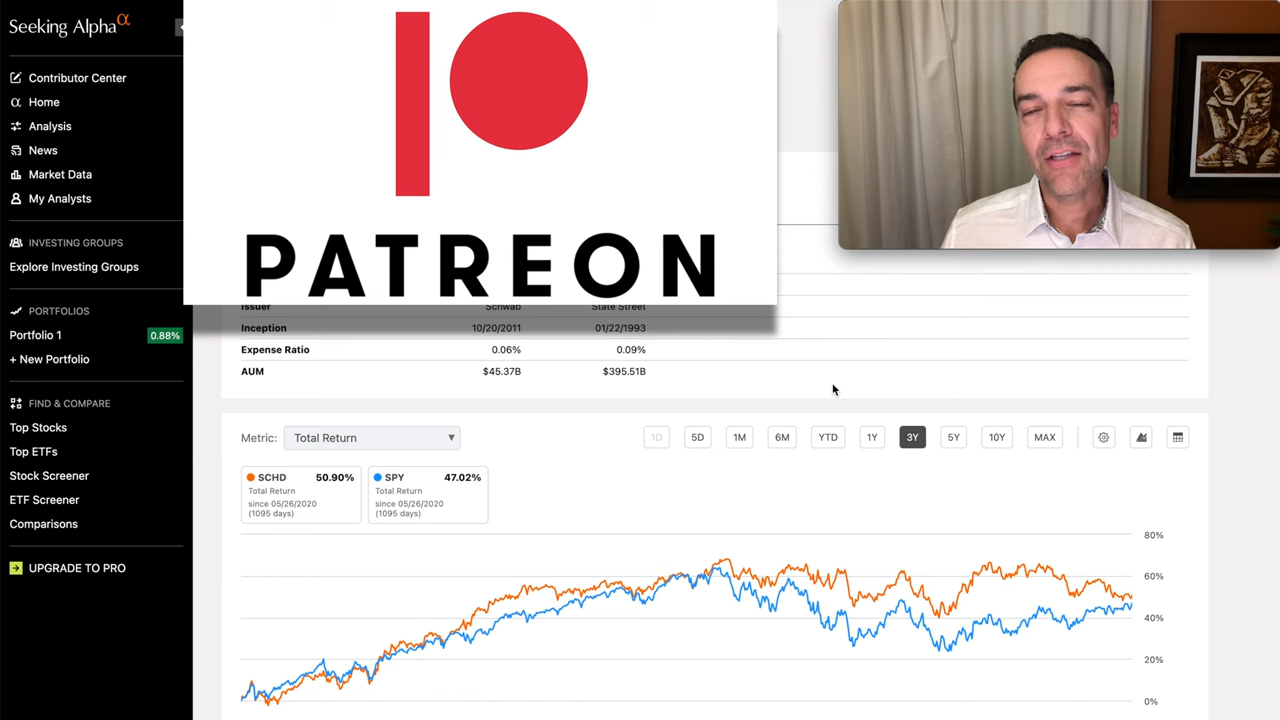 Seeking Alphaα
Contributor Center
Home
Analysis
News
Market Data
My Analysts
INVESTING GROUPS
Explore Investing Groups
PORTFOLIOS
Portfolio 1 0.88%
+ New Portfolio
FIND & COMPARE
Top Stocks
Top ETFs
Stock Screener
ETF Screener
Comparisons
UPGRADE TO PRO
PATREON
Issuer Schwab State Street
Inception 10/20/2011 01/22/1993
Expense Ratio 0.06% 0.09%
AUM $45.37B $395.51B
Metric: Total Return
1D 5D 1M 6M YTD 1Y 3Y 5Y 10Y MAX
SCHD 50.90%
Total Return
since 05/26/2020
(1095 days)
SPY 47.02%
Total Return
since 05/26/2020
(1095 days)
80%
60%
40%
20%
0%